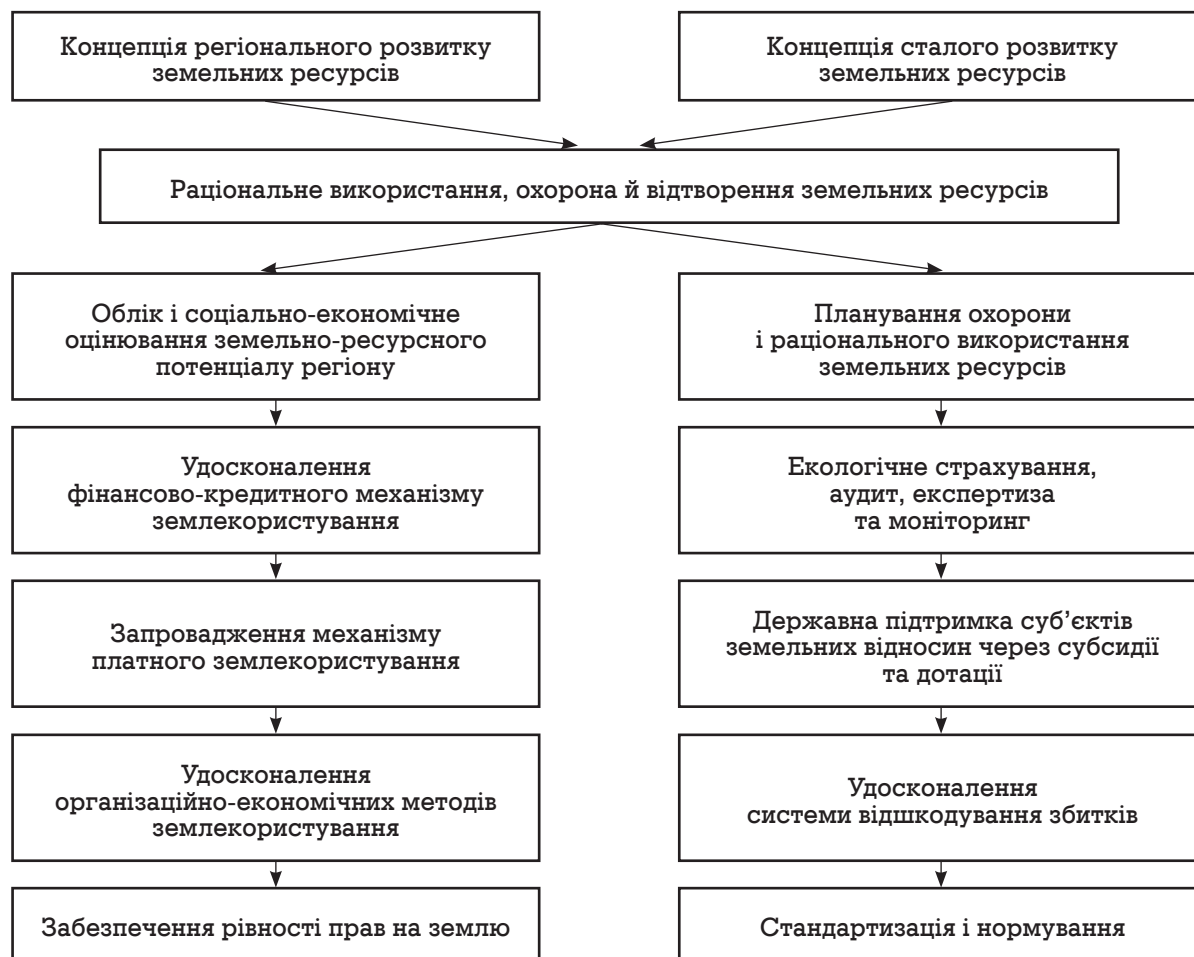 Концепція регіонального розвитку
земельних ресурсів
Концепція сталого розвитку
земельних ресурсів
Раціональне використання, охорона й відтворення земельних ресурсів
Облік і соціально-економічне
оцінювання земельно-ресурсного
потенціалу регіону
Планування охорони
і раціонального використання
земельних ресурсів
Удосконалення
фінансово-кредитного механізму
землекористування
Екологічне страхування,
аудит, експертиза
та моніторинг
Запровадження механізму
платного землекористування
Державна підтримка суб’єктів
земельних відносин через субсидії
та дотації
Удосконалення
організаційно-економічних методів
землекористування
Удосконалення
системи відшкодування збитків
Забезпечення рівності прав на землю
Стандартизація і нормування